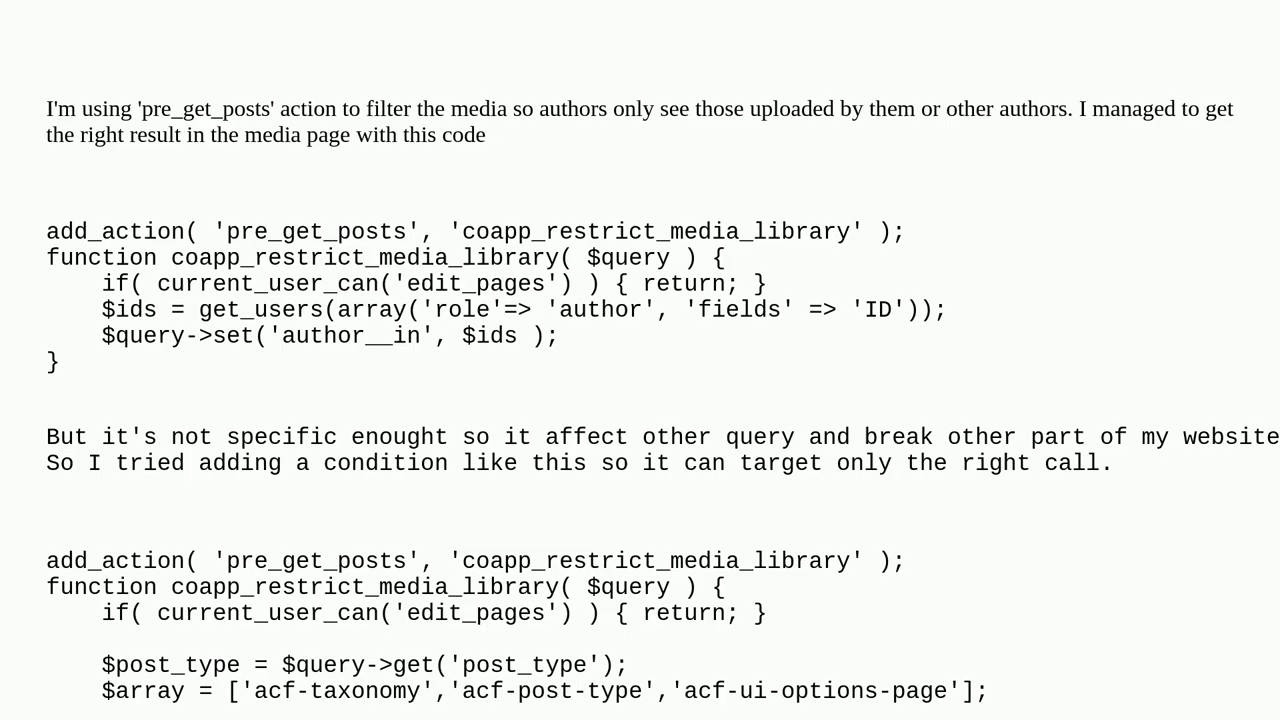 I'm using 'pre_get_posts' action to filter the media so authors only see those uploaded by them or other authors. I managed to get
the right result in the media page with this code
add_action( 'pre_get_posts', 'coapp_restrict_media_library' );
function coapp_restrict_media_library( $query ) {
    if( current_user_can('edit_pages') ) { return; }
    $ids = get_users(array('role'=> 'author', 'fields' => 'ID'));
    $query->set('author__in', $ids );
}
But it's not specific enought so it affect other query and break other part of my website
So I tried adding a condition like this so it can target only the right call.
add_action( 'pre_get_posts', 'coapp_restrict_media_library' );
function coapp_restrict_media_library( $query ) {
    if( current_user_can('edit_pages') ) { return; }
    $post_type = $query->get('post_type');
    $array = ['acf-taxonomy','acf-post-type','acf-ui-options-page'];